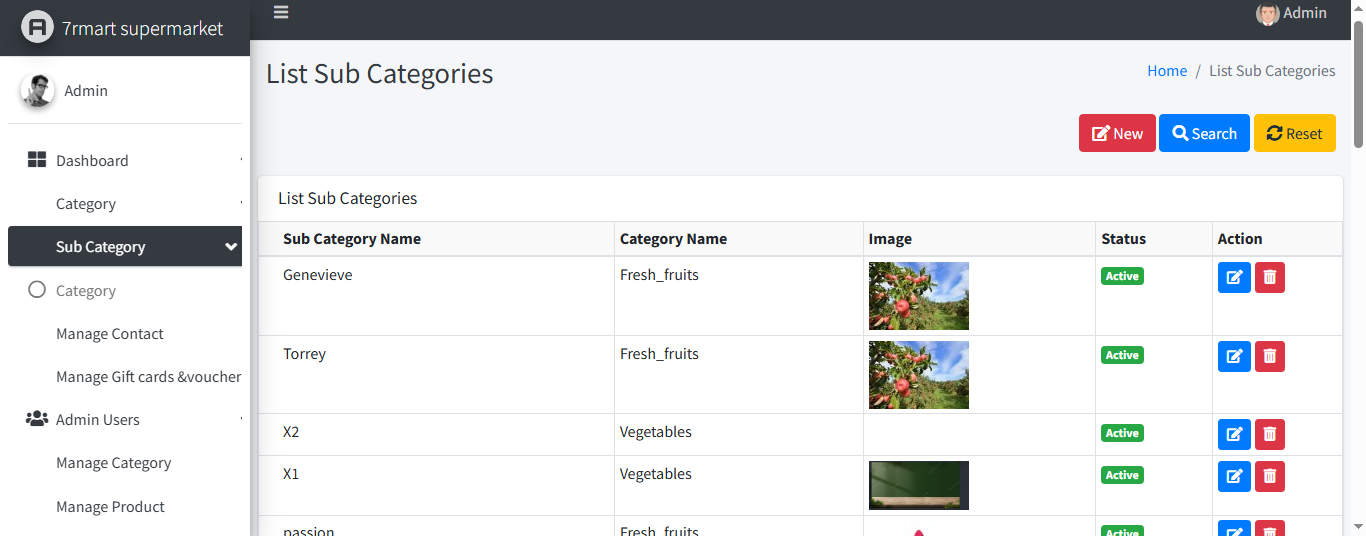 7rmart supermarket
Admin
Admin
List Sub Categories
Home / List Sub Categories
New
Search
Reset
Dashboard
Category
Sub Category
Category
Manage Contact
Manage Gift cards &voucher
Admin Users
Manage Category
Manage Product
List Sub Categories
Sub Category Name Category Name Image Status Action
Genevieve Fresh_fruits Active
Torrey Fresh_fruits Active
X2 Vegetables Active
X1 Vegetables Active
passion Fresh_fruits Active